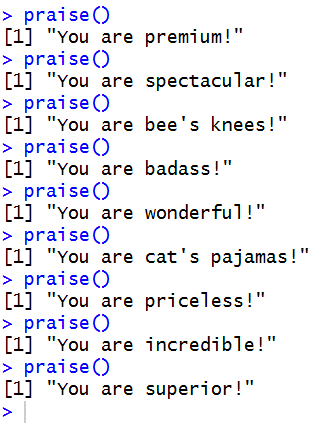 > praise()
[1] "You are premium!"
> praise()
[1] "You are spectacular!"
> praise()
[1] "You are bee's knees!"
> praise()
[1] "You are badass!"
> praise()
[1] "You are wonderful!"
> praise()
[1] "You are cat's pajamas!"
> praise()
[1] "You are priceless!"
> praise()
[1] "You are incredible!"
> praise()
[1] "You are superior!"
>